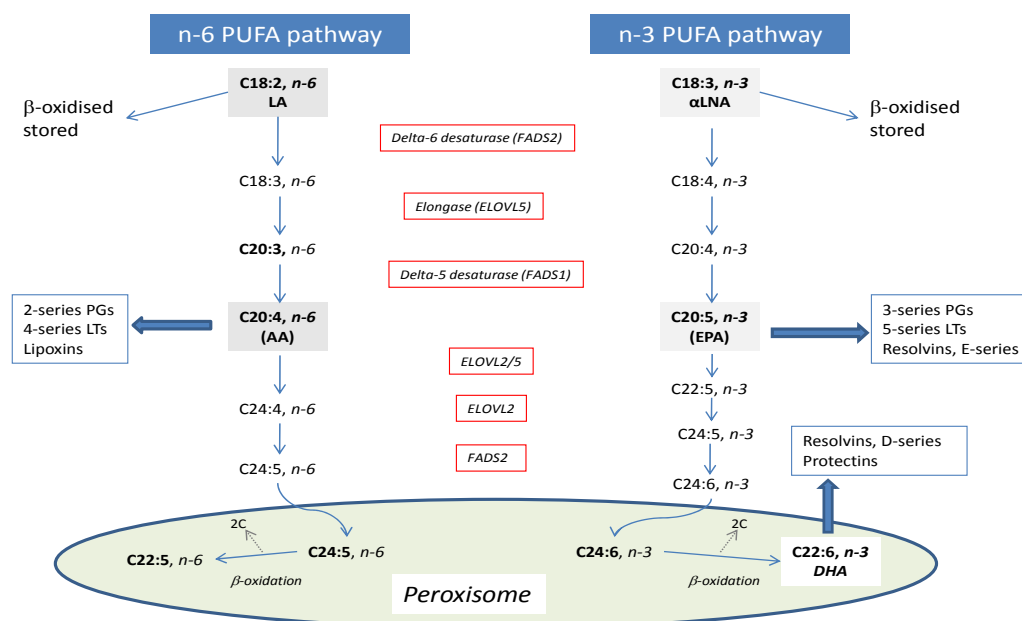 n-6 PUFA pathway
n-3 PUFA pathway
C18:2, n-6
LA
C18:3, n-3
αLNA
β-oxidised
stored
β-oxidised
stored
Delta-6 desaturase (FADS2)
C18:3, n-6
C18:4, n-3
Elongase (ELOVL5)
C20:3, n-6
C20:4, n-3
Delta-5 desaturase (FADS1)
2-series PGs
4-series LTs
Lipoxins
C20:4, n-6
(AA)
C20:5, n-3
(EPA)
3-series PGs
5-series LTs
Resolvins, E-series
ELOVL2/5
C22:5, n-3
C24:4, n-6
ELOVL2
C24:5, n-3
Resolvins, D-series
Protectins
C24:5, n-6
FADS2
C24:6, n-3
2C
2C
C22:5, n-6
C24:5, n-6
C24:6, n-3
C22:6, n-3
DHA
β-oxidation
β-oxidation
Peroxisome